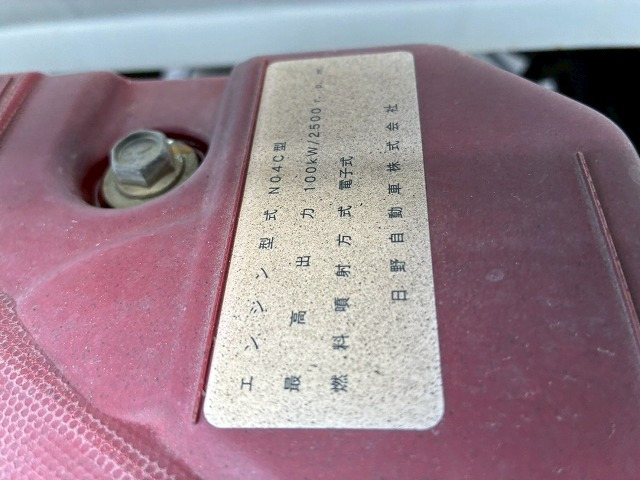 エンジン型式 N04C型
最高出力 100kW/2500r.p.m.
燃料噴射方式 電子式
日野自動車株式会社